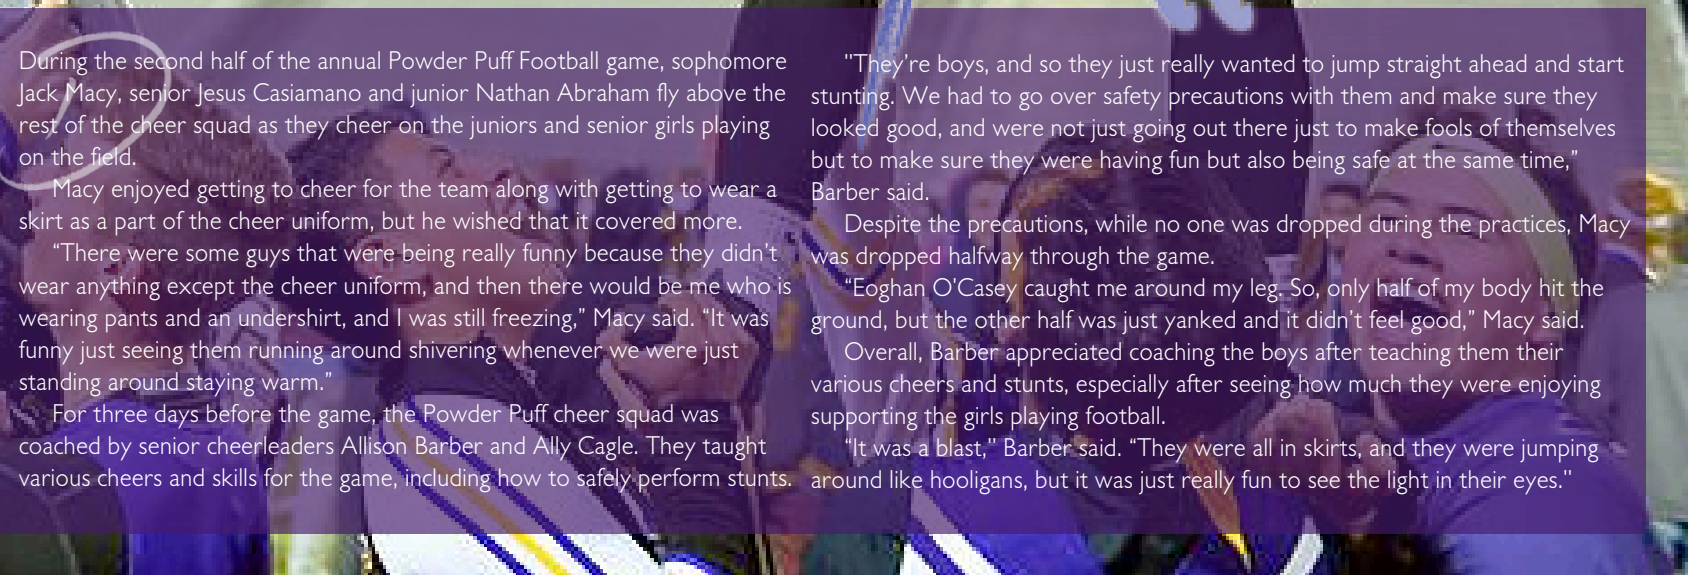 During the second half of the annual Powder Puff Football game, sophomore
Jack Macy, senior Jesus Casiamano and junior Nathan Abraham fly above the
rest of the cheer squad as they cheer on the juniors and senior girls playing
on the field.
Macy enjoyed getting to cheer for the team along with getting to wear a
skirt as a part of the cheer uniform, but he wished that it covered more.
“There were some guys that were being really funny because they didn’t
wear anything except the cheer uniform, and then there would be me who is
wearing pants and an undershirt, and I was still freezing,” Macy said. “It was
funny just seeing them running around shivering whenever we were just
standing around staying warm.”
For three days before the game, the Powder Puff cheer squad was
coached by senior cheerleaders Allison Barber and Ally Cagle. They taught
various cheers and skills for the game, including how to safely perform stunts.
"They’re boys, and so they just really wanted to jump straight ahead and start
stunting. We had to go over safety precautions with them and make sure they
looked good, and were not just going out there just to make fools of themselves
but to make sure they were having fun but also being safe at the same time,”
Barber said.
Despite the precautions, while no one was dropped during the practices, Macy
was dropped halfway through the game.
“Eoghan O'Casey caught me around my leg. So, only half of my body hit the
ground, but the other half was just yanked and it didn’t feel good,” Macy said.
Overall, Barber appreciated coaching the boys after teaching them their
various cheers and stunts, especially after seeing how much they were enjoying
supporting the girls playing football.
“It was a blast,” Barber said. “They were all in skirts, and they were jumping
around like hooligans, but it was just really fun to see the light in their eyes."